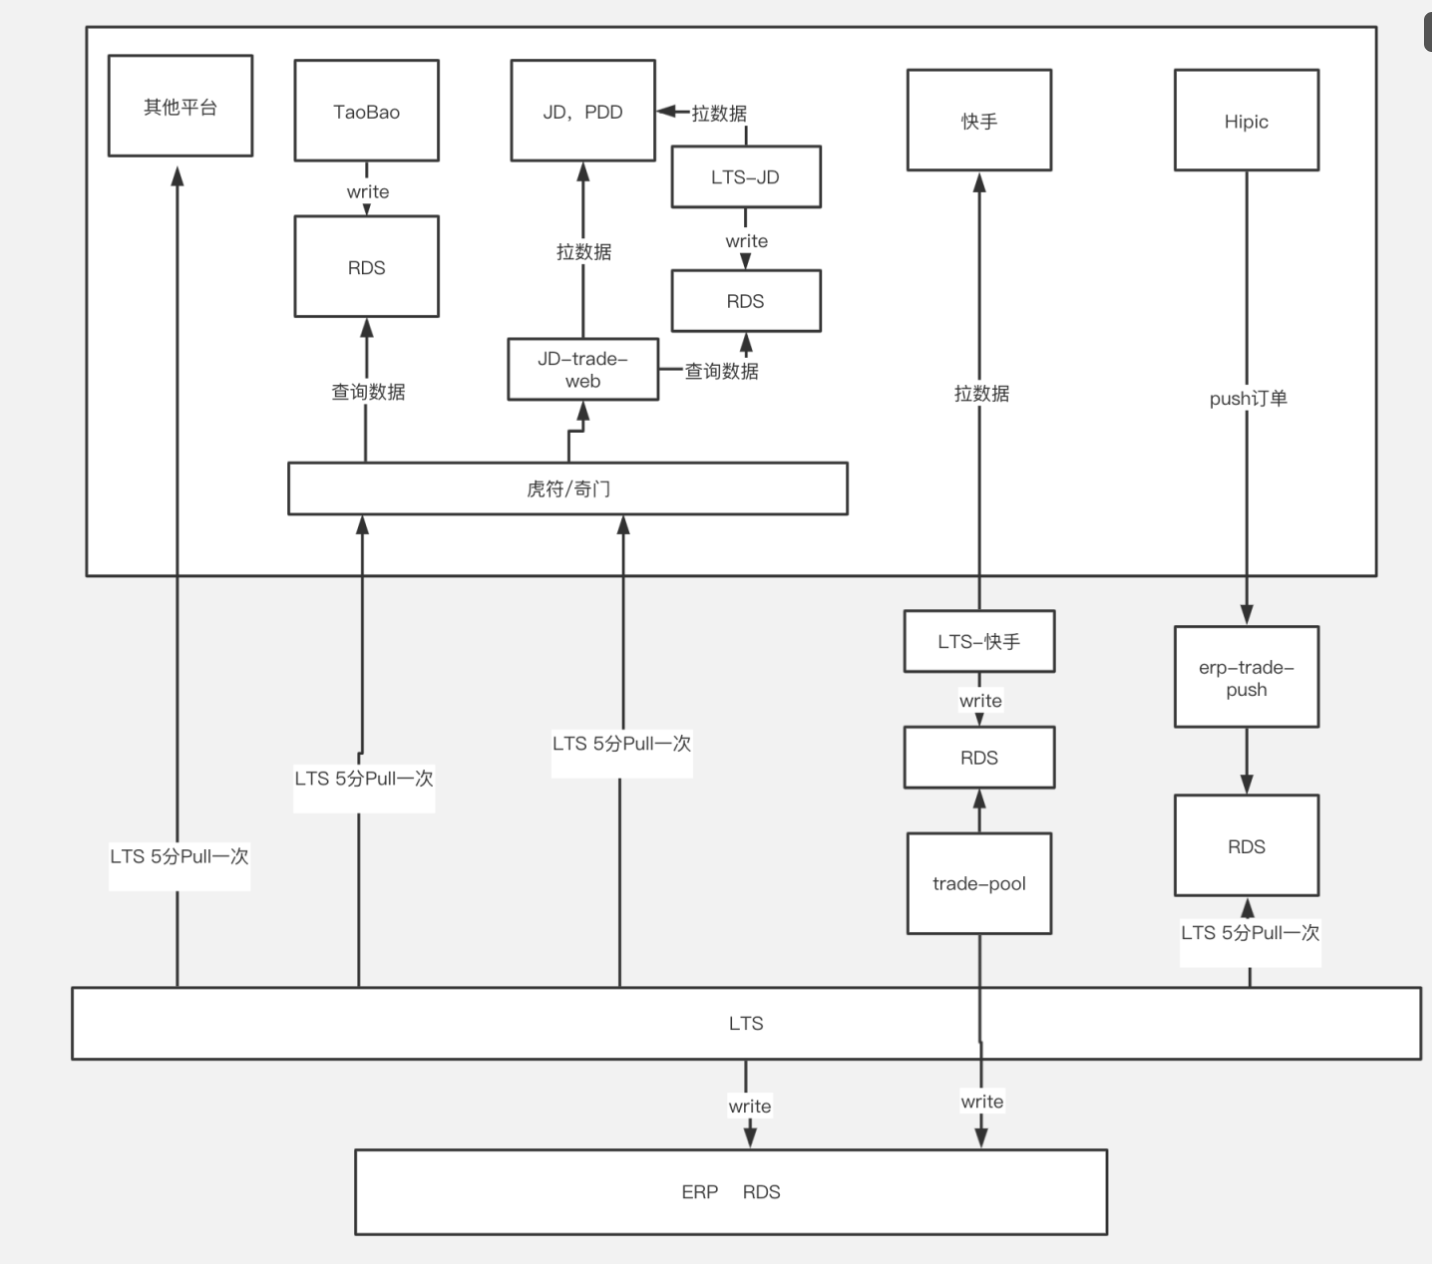 其他平台
TaoBao
JD，PDD
拉数据
快手
Hipic
LTS-JD
write
write
拉数据
RDS
RDS
JD-trade-
web
查询数据
查询数据
拉数据
push订单
虎符/奇门
LTS-快手
erp-trade-
push
write
LTS 5分Pull一次
RDS
LTS 5分Pull一次
LTS 5分Pull一次
RDS
trade-pool
LTS 5分Pull一次
LTS
write
write
ERP RDS